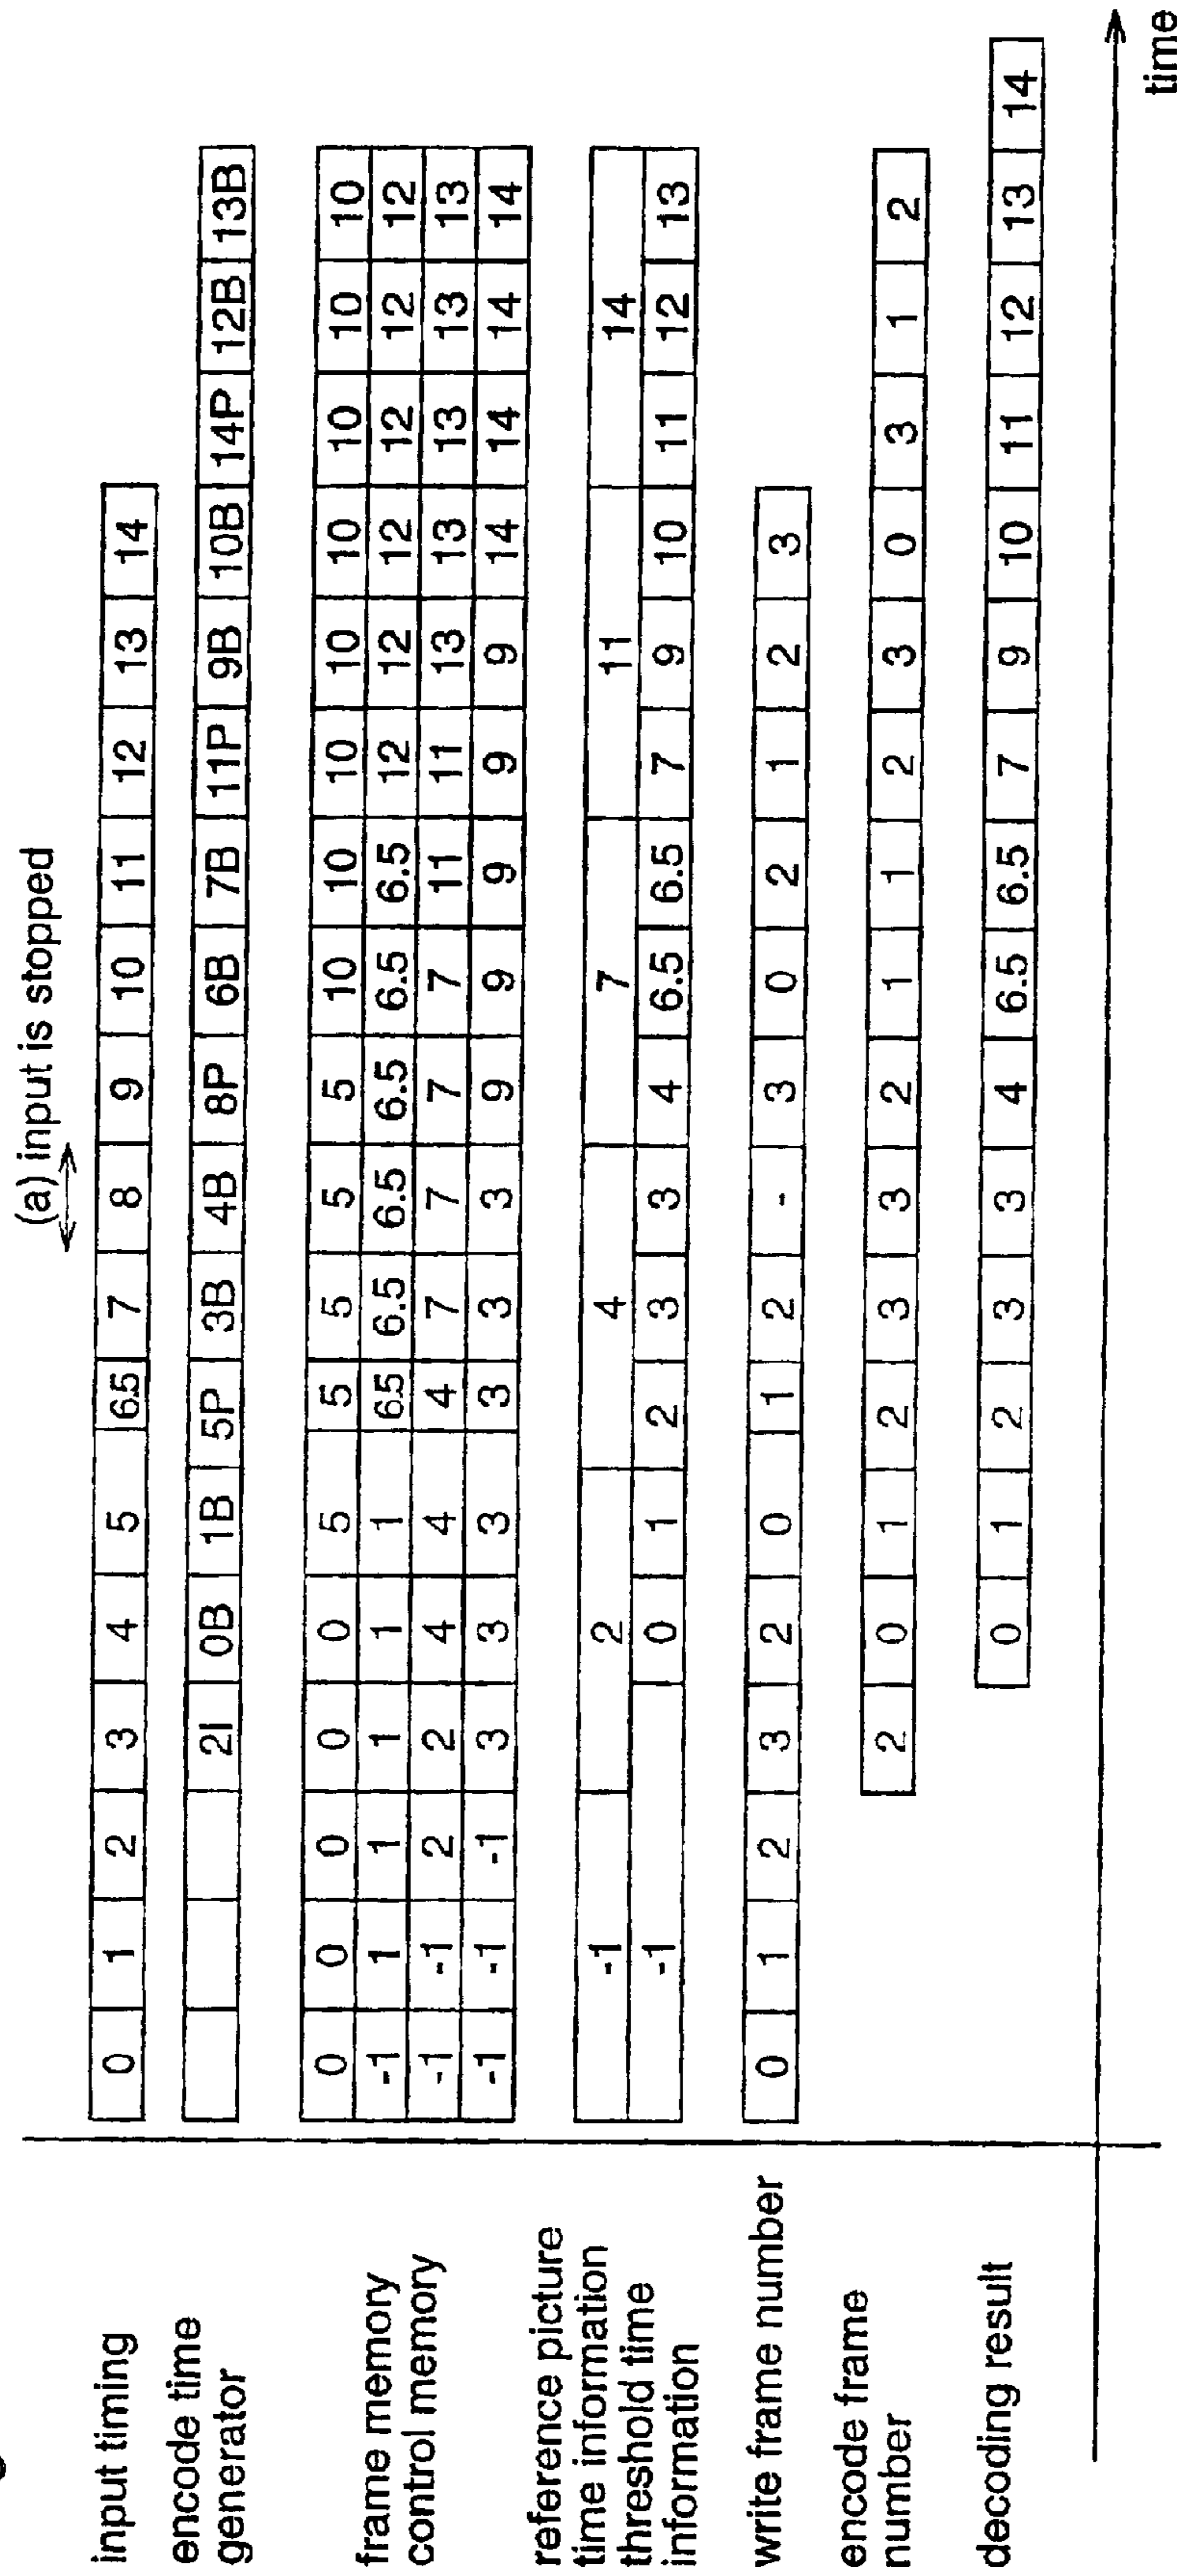 (a) input is stopped
input timing
0 1 2 3 4 5 6.5 7 8 9 10 11 12 13 14
encode time
generator
2I 0B 1B 5P 3B 4B 8P 6B 7B 11P 9B 10B 14P 12B 13B
frame memory
control memory
0 0 0 0 0 5 5 5 5 5 10 10 10 10 10 10 10 10
-1 1 1 1 1 1 6.5 6.5 6.5 6.5 6.5 6.5 12 12 12 12 12 12
-1 -1 2 2 4 4 4 7 7 7 7 11 11 13 13 13 13 13
-1 -1 -1 3 3 3 3 3 3 9 9 9 9 9 14 14 14 14
reference picture
time information
-1 2 4 7 11 14
threshold time
information
-1 0 1 2 3 3 4 6.5 6.5 7 9 10 11 12 13
write frame number
0 1 2 3 2 0 1 2 - 3 0 2 1 2 3
encode frame
number
2 0 1 2 3 3 2 1 1 2 3 0 3 1 2
decoding result
0 1 2 3 3 4 6.5 6.5 7 9 10 11 12 13 14
time